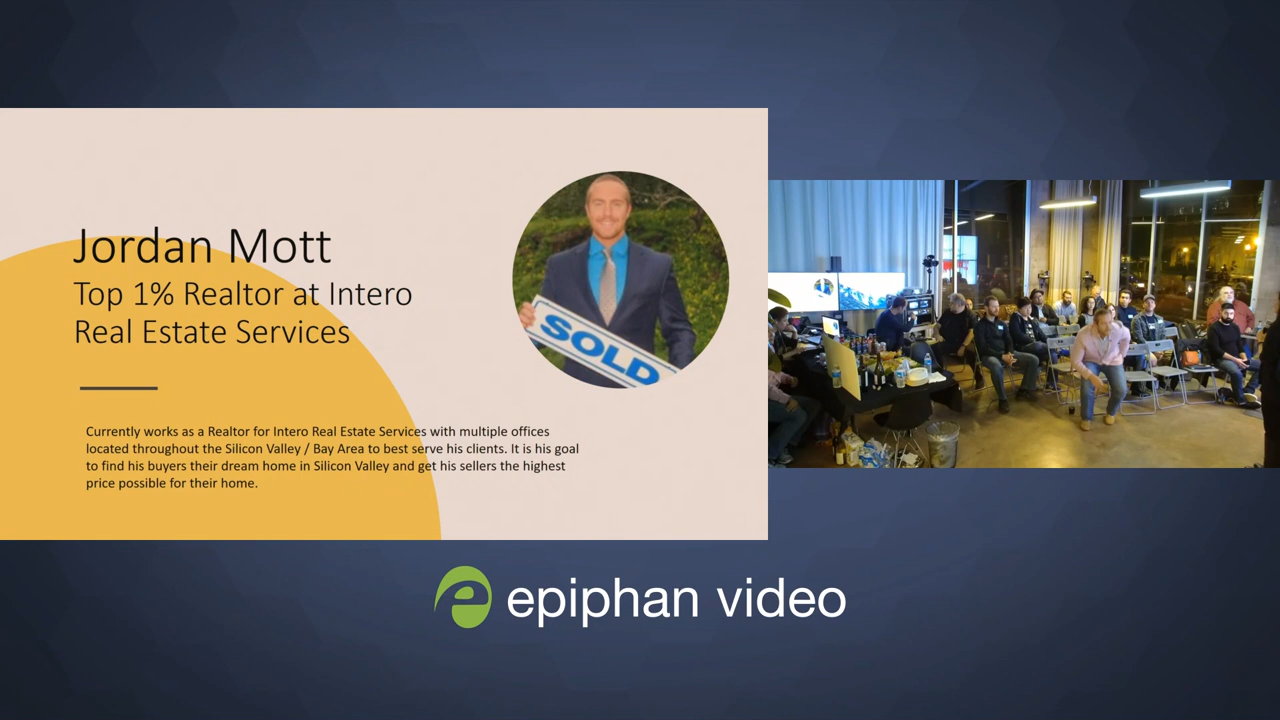 Jordan Mott
Top 1% Realtor at Intero
Real Estate Services
SOLD
Currently works as a Realtor for Intero Real Estate Services with multiple offices
located throughout the Silicon Valley / Bay Area to best serve his clients. It is his goal
to find his buyers their dream home in Silicon Valley and get his sellers the highest
price possible for their home.
epiphan video